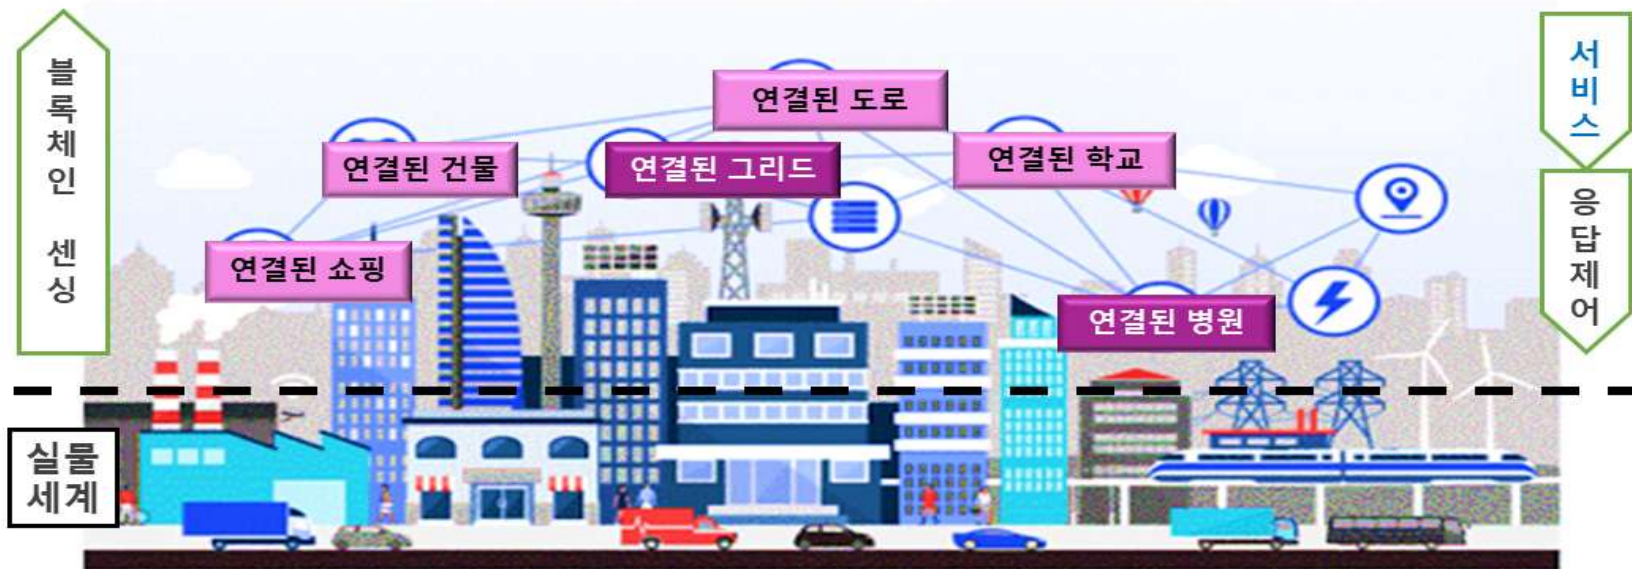 블록체인 센싱
서비스
응답제어
연결된 도로
연결된 건물
연결된 그리드
연결된 학교
연결된 쇼핑
연결된 병원
실물
세계